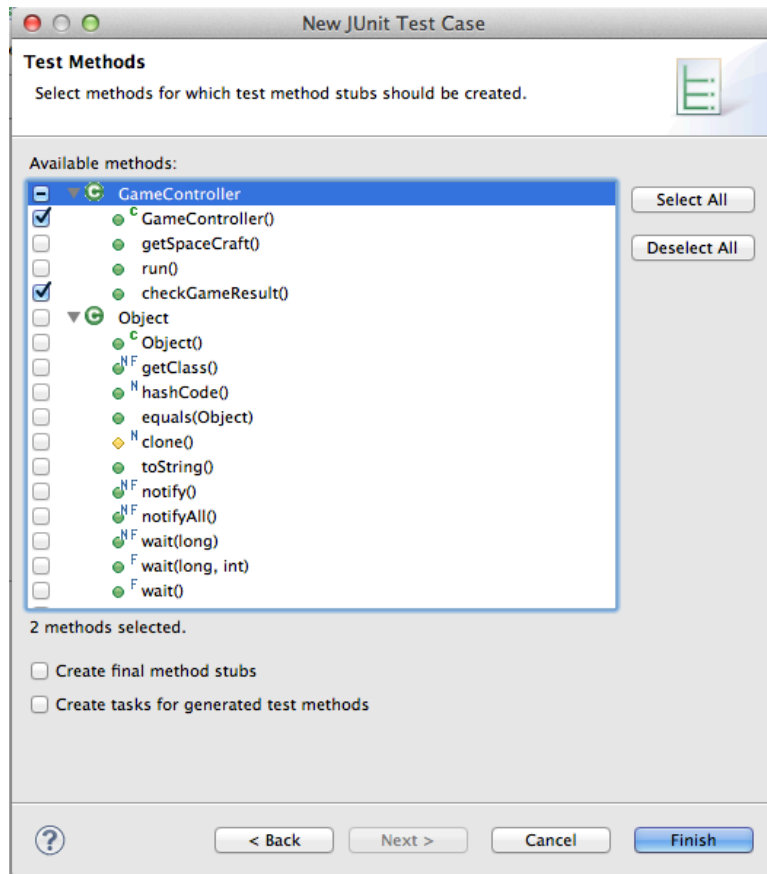 New JUnit Test Case
Test Methods
Select methods for which test method stubs should be created.
Available methods:
C GameController
Select All
C GameController()
getSpaceCraft()
Deselect All
run()
checkGameResult()
C Object
C Object()
N F getClass()
N hashCode()
equals(Object)
N clone()
toString()
N F notify()
N F notifyAll()
N F wait(long)
F wait(long, int)
F wait()
2 methods selected.
Create final method stubs
Create tasks for generated test methods
? < Back Next > Cancel Finish